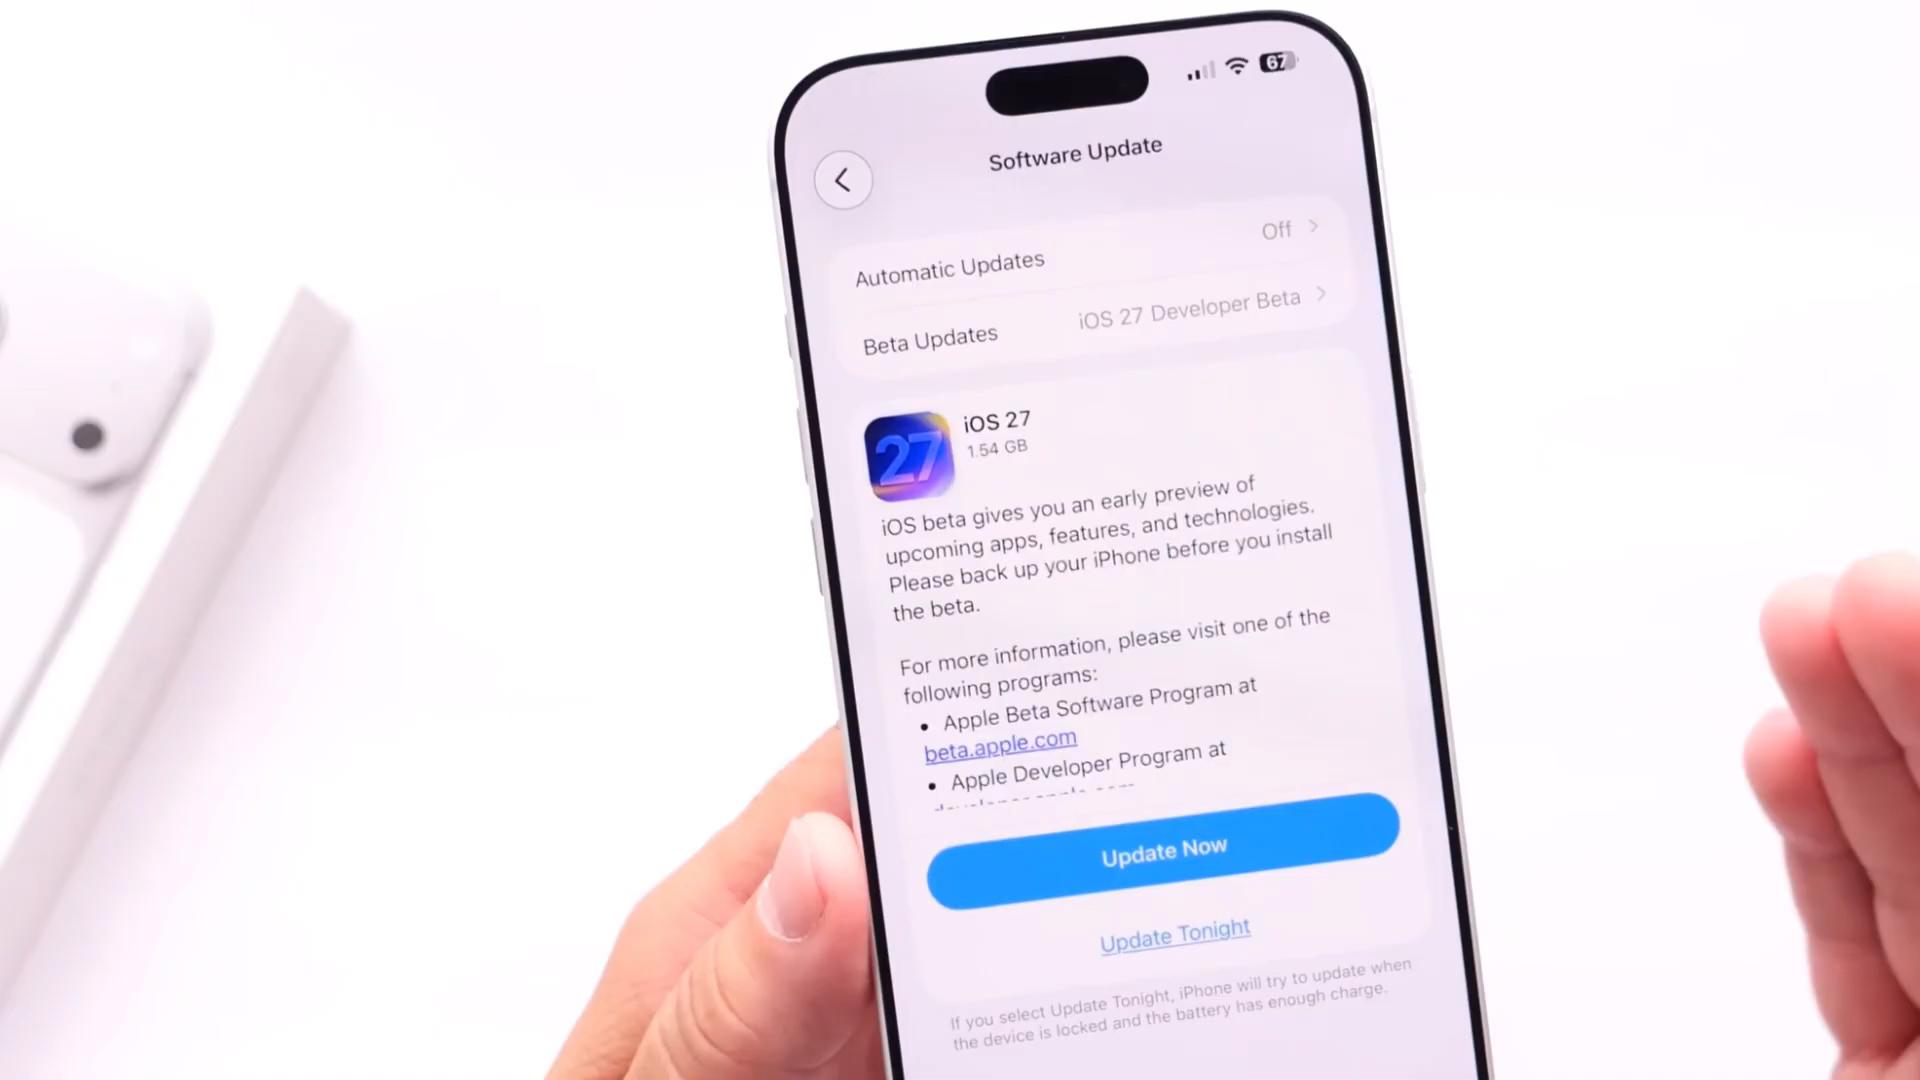 67
Software Update
Automatic Updates
Off
Beta Updates
iOS 27 Developer Beta
27
iOS 27
1.54 GB
iOS beta gives you an early preview of
upcoming apps, features, and technologies.
Please back up your iPhone before you install
the beta.
For more information, please visit one of the
following programs:
• Apple Beta Software Program at
beta.apple.com
• Apple Developer Program at
Update Now
Update Tonight
If you select Update Tonight, iPhone will try to update when
the device is locked and the battery has enough charge.